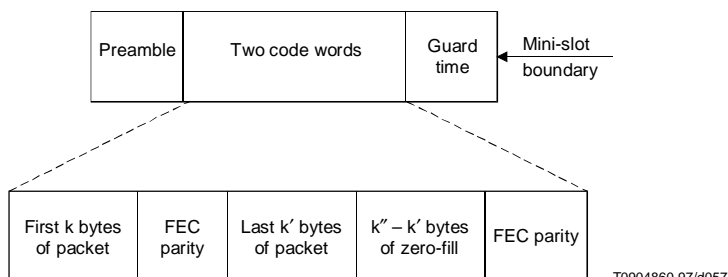 Preamble
Two code words
Guard
time
Mini-slot
boundary
First k bytes
of packet
FEC
parity
Last k′ bytes
of packet
k″ – k′ bytes
of zero-fill
FEC parity